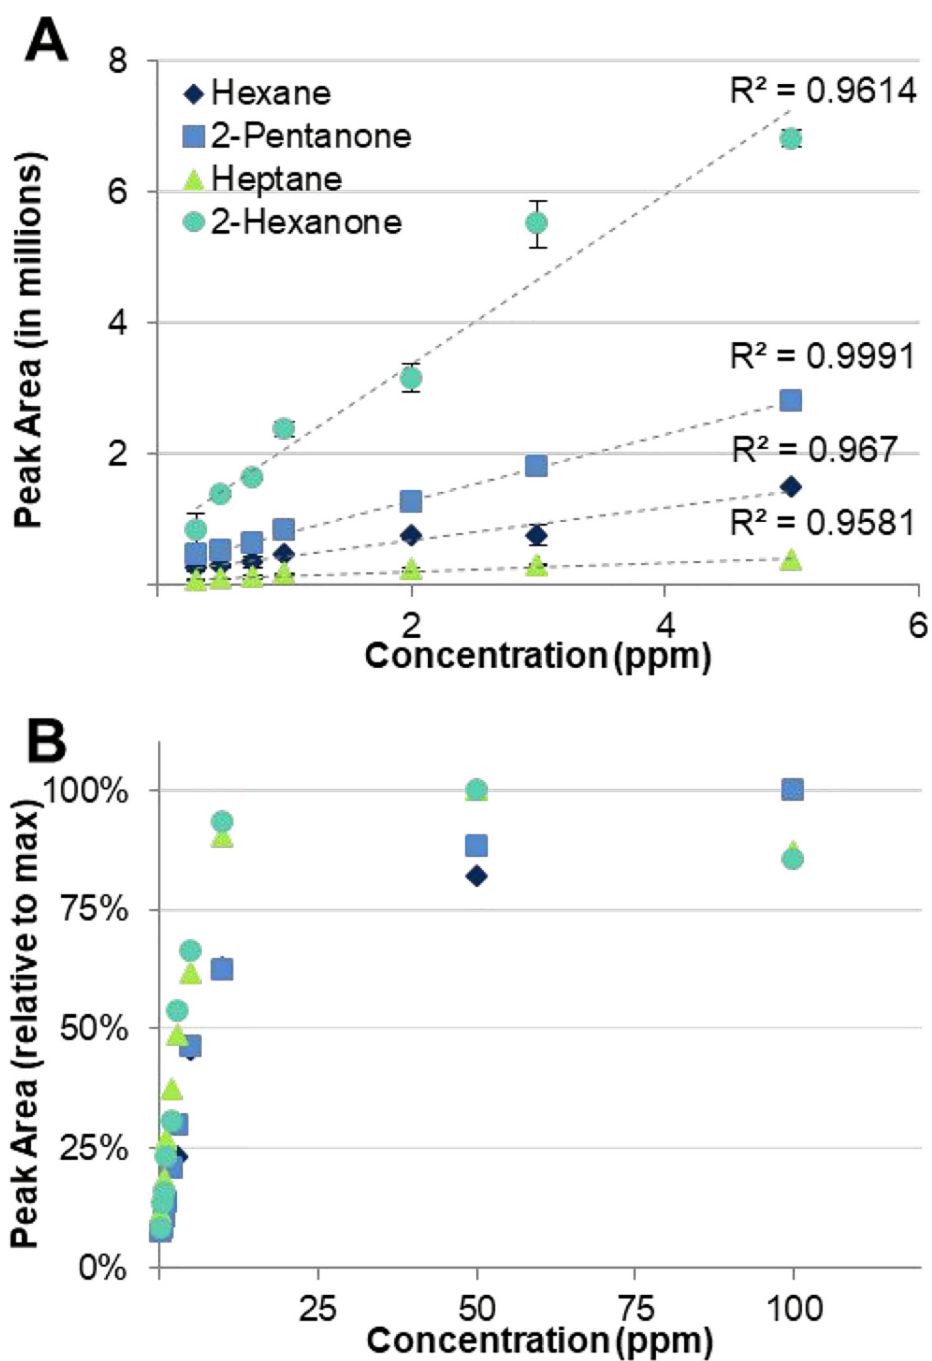 A
8
R² = 0.9614
Hexane
2-Pentanone
Heptane
2-Hexanone
6
4
R² = 0.9991
2
R² = 0.967
R² = 0.9581
2
4
6
Peak Area (in millions)
Concentration (ppm)
B
100%
75%
50%
25%
0%
25
50
75
100
Peak Area (relative to max)
Concentration (ppm)